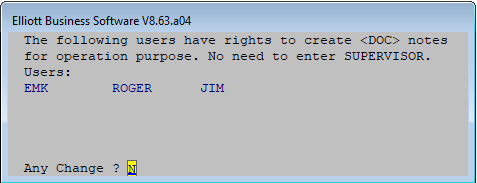 Elliott Business Software V8.63.a04
The following users have rights to create <DOC> notes
for operation purpose. No need to enter SUPERVISOR.
Users:
EMK ROGER JIM
Any Change ? N